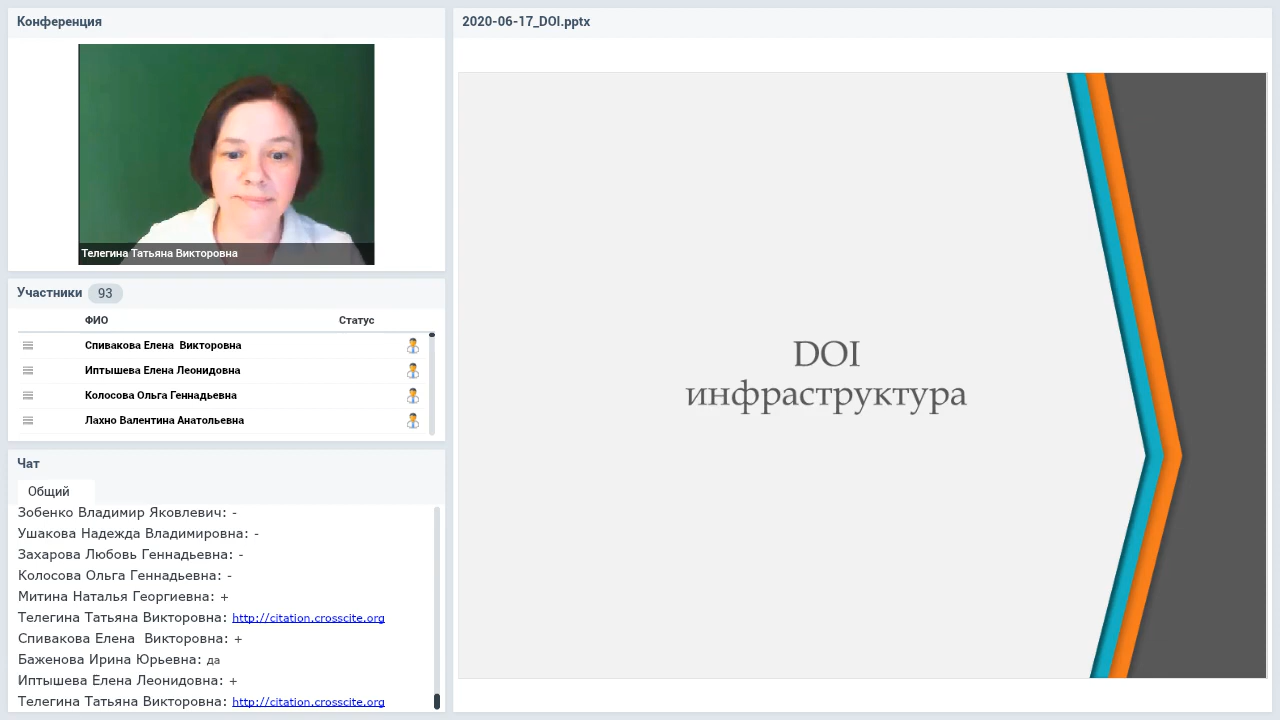 Конференция
Телегина Татьяна Викторовна
Участники 93
ФИО Статус
Спивакова Елена  Викторовна
Иптышева Елена Леонидовна
Колосова Ольга Геннадьевна
Лахно Валентина Анатольевна
Чат
Общий
Зобенко Владимир Яковлевич: -
Ушакова Надежда Владимировна: -
Захарова Любовь Геннадьевна: -
Колосова Ольга Геннадьевна: -
Митина Наталья Георгиевна: +
Телегина Татьяна Викторовна: http://citation.crosscite.org
Спивакова Елена  Викторовна: +
Баженова Ирина Юрьевна: да
Иптышева Елена Леонидовна: +
Телегина Татьяна Викторовна: http://citation.crosscite.org
2020-06-17_DOI.pptx
DOI
инфраструктура